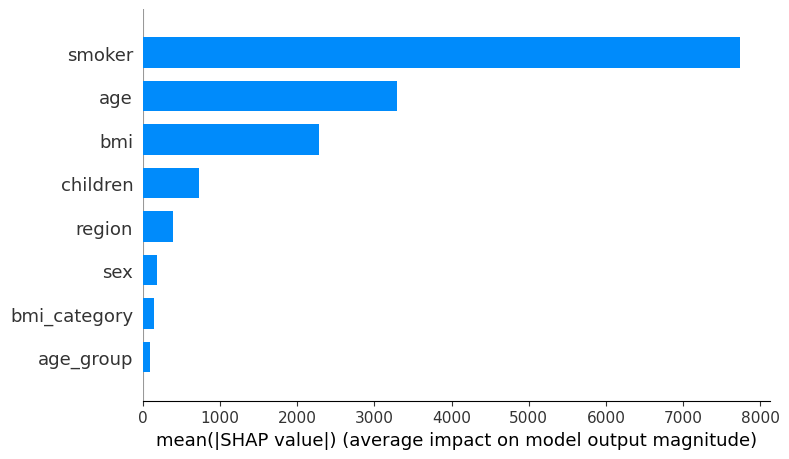 smoker
age
bmi
children
region
sex
bmi_category
age_group
0 1000 2000 3000 4000 5000 6000 7000 8000
mean(|SHAP value|) (average impact on model output magnitude)